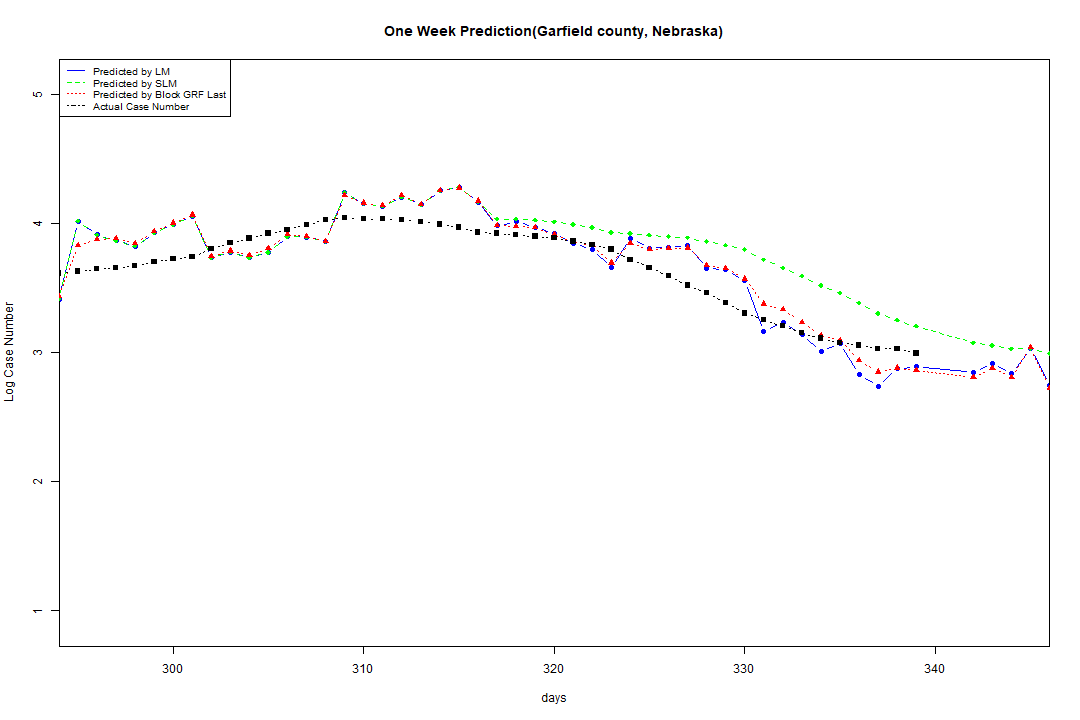 One Week Prediction(Garfield county, Nebraska)
Predicted by LM
Predicted by SLM
Predicted by Block GRF Last
Actual Case Number
5
4
3
2
1
Log Case Number
300 310 320 330 340
days